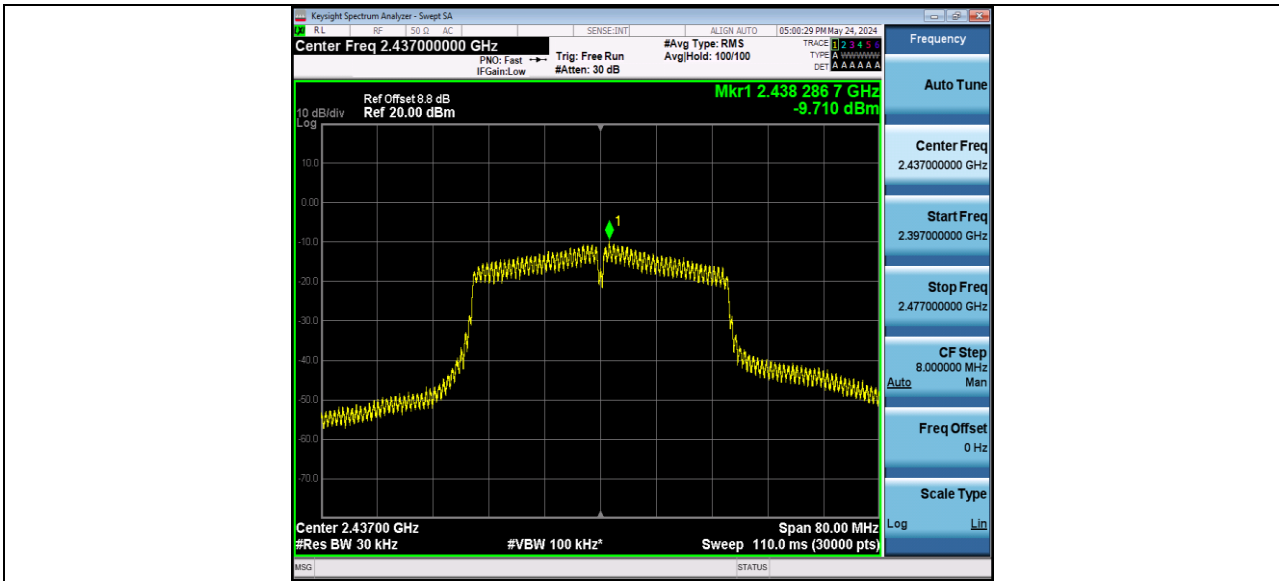 Keysight Spectrum Analyzer - Swept SA
RL RF 50 Ω AC SENSE:INT ALIGN AUTO 05:00:29 PM May 24, 2024
Center Freq 2.437000000 GHz
PNO: Fast
IFGain:Low
Trig: Free Run
#Atten: 30 dB
#Avg Type: RMS
Avg|Hold: 100/100
TRACE 1 2 3 4 5 6
TYPE A WWWWW
DET A A A A A A
Mkr1 2.438 286 7 GHz
-9.710 dBm
Ref Offset 8.8 dB
10 dB/div Ref 20.00 dBm
Log
10.0
0.00
-10.0
-20.0
-30.0
-40.0
-50.0
-60.0
-70.0
1
Center 2.43700 GHz Span 80.00 MHz
#Res BW 30 kHz #VBW 100 kHz* Sweep 110.0 ms (30000 pts)
MSG STATUS
Frequency
Auto Tune
Center Freq
2.437000000 GHz
Start Freq
2.397000000 GHz
Stop Freq
2.477000000 GHz
CF Step
8.000000 MHz
Auto Man
Freq Offset
0 Hz
Scale Type
Log Lin